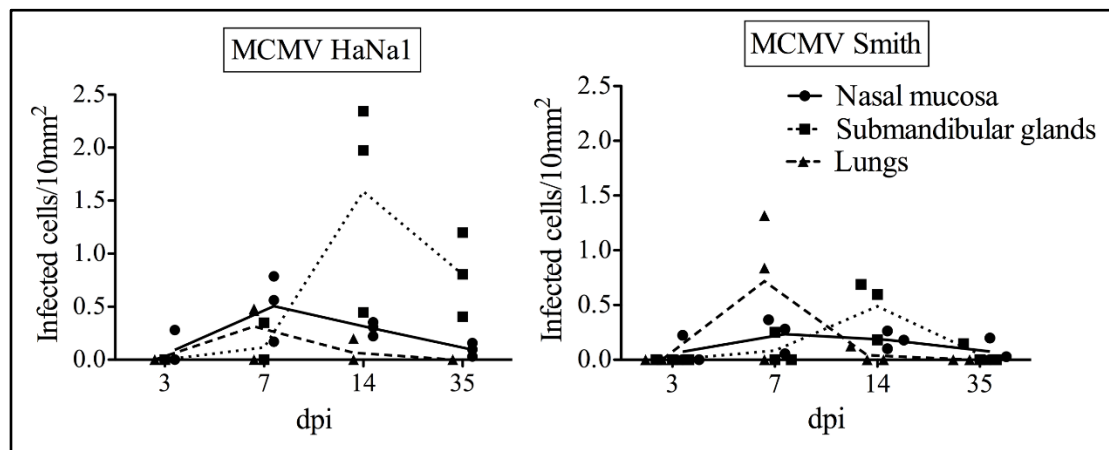 MCMV HaNa1
Infected cells/10mm²
2.5
2.0
1.5
1.0
0.5
0.0
3 7 14 35
dpi
MCMV Smith
Infected cells/10mm²
2.5
2.0
1.5
1.0
0.5
0.0
Nasal mucosa
Submandibular glands
Lungs
3 7 14 35
dpi